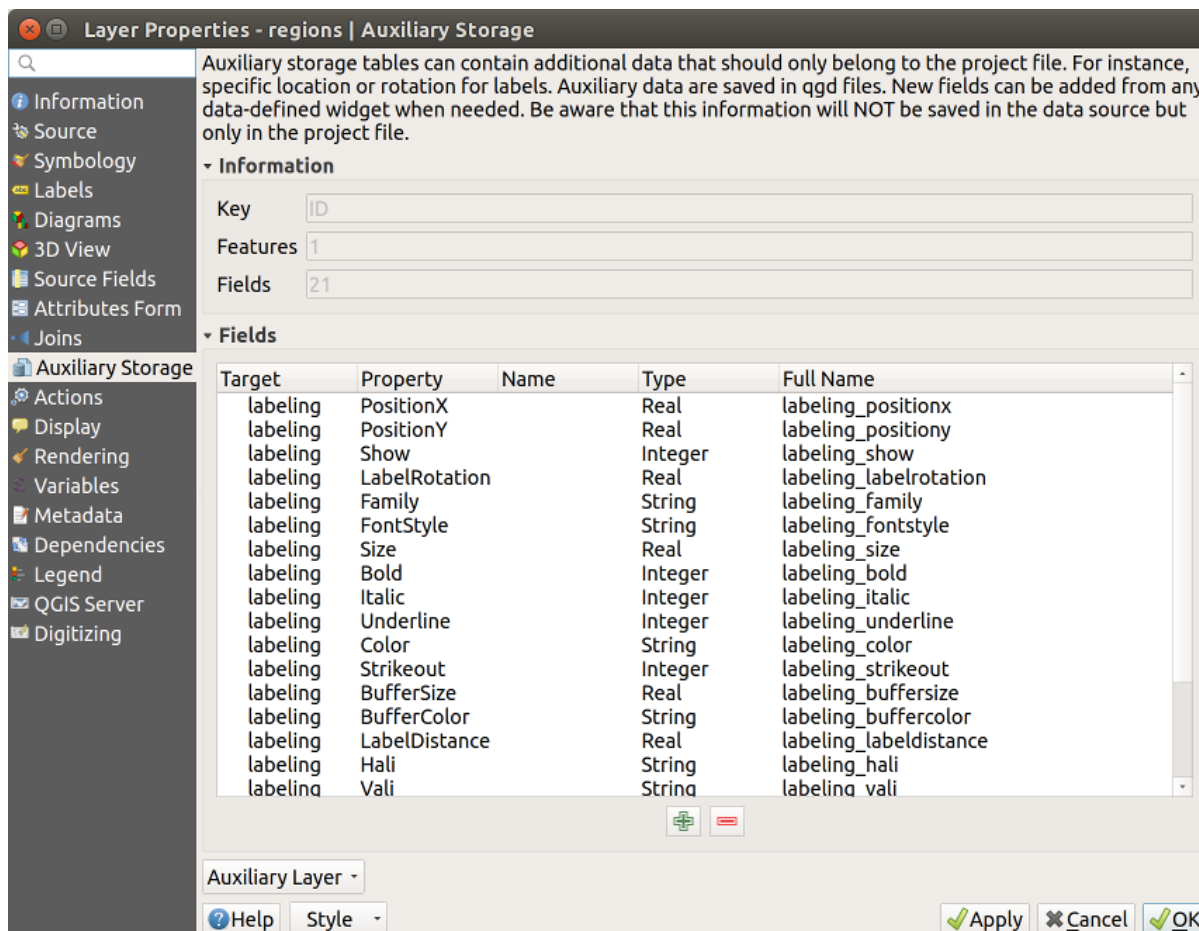 Layer Properties - regions | Auxiliary Storage
Information
Source
Symbology
abc Labels
Diagrams
3D View
Source Fields
Attributes Form
Joins
Auxiliary Storage
Actions
Display
Rendering
Variables
Metadata
Dependencies
Legend
QGIS Server
Digitizing
Auxiliary storage tables can contain additional data that should only belong to the project file. For instance,
specific location or rotation for labels. Auxiliary data are saved in qgd files. New fields can be added from any
data-defined widget when needed. Be aware that this information will NOT be saved in the data source but
only in the project file.
Information
Key ID
Features 1
Fields 21
Fields
Target Property Name Type Full Name
labeling PositionX Real labeling_positionx
labeling PositionY Real labeling_positiony
labeling Show Integer labeling_show
labeling LabelRotation Real labeling_labelrotation
labeling Family String labeling_family
labeling FontStyle String labeling_fontstyle
labeling Size Real labeling_size
labeling Bold Integer labeling_bold
labeling Italic Integer labeling_italic
labeling Underline Integer labeling_underline
labeling Color String labeling_color
labeling Strikeout Integer labeling_strikeout
labeling BufferSize Real labeling_buffersize
labeling BufferColor String labeling_buffercolor
labeling LabelDistance Real labeling_labeldistance
labeling Hali String labeling_hali
labeling Vali String labeling_vali
Auxiliary Layer
Help Style Apply Cancel OK